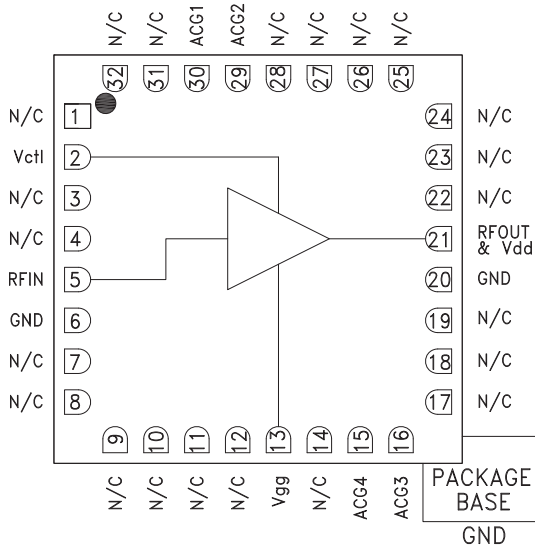 N/C N/C ACG1 ACG2 N/C N/C N/C N/C
32 31 30 29 28 27 26 25
N/C 1 24 N/C
Vctl 2 23 N/C
N/C 3 22 N/C
N/C 4 21 RFOUT
& Vdd
RFIN 5 20 GND
GND 6 19 N/C
N/C 7 18 N/C
N/C 8 17 N/C
9 10 11 12 13 14 15 16
N/C N/C N/C N/C Vgg N/C ACG4 ACG3
PACKAGE
BASE
GND